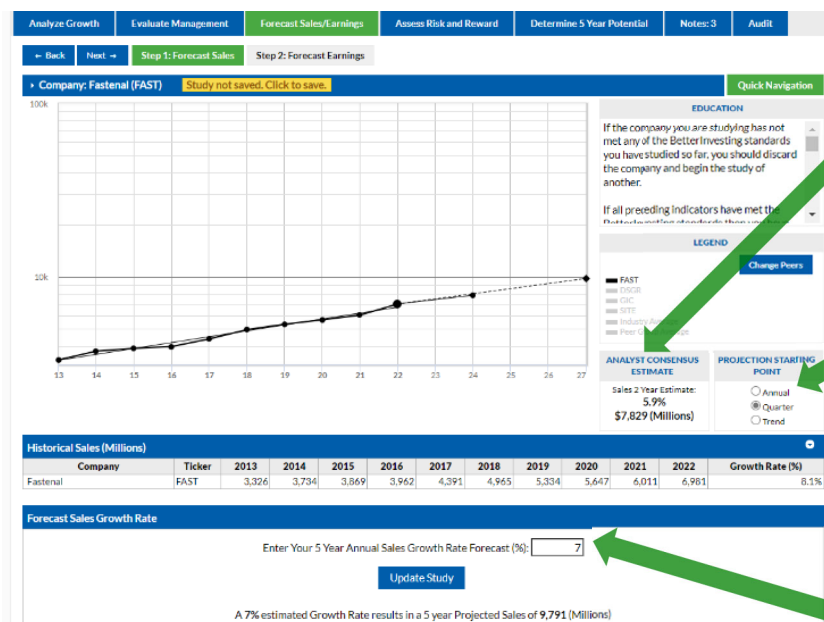 Analyze Growth Evaluate Management Forecast Sales/Earnings Assess Risk and Reward Determine 5 Year Potential Notes: 3 Audit
← Back Next → Step 1: Forecast Sales Step 2: Forecast Earnings
Company: Fastenal (FAST) Study not saved. Click to save. Quick Navigation
100k
10k
13 14 15 16 17 18 19 20 21 22 23 24 25 26 27
EDUCATION
If the company you are studying has not
met any of the BetterInvesting standards
you have studied so far, you should discard
the company and begin the study of
another.
If all preceding indicators have met the
LEGEND
Change Peers
FAST
DSGR
GIC
SITE
Industry
Peer
ANALYST CONSENSUS
ESTIMATE
Sales 2 Year Estimate:
5.9%
$7,829 (Millions)
PROJECTION STARTING
POINT
Annual
Quarter
Trend
Historical Sales (Millions)
Company Ticker 2013 2014 2015 2016 2017 2018 2019 2020 2021 2022 Growth Rate (%)
Fastenal FAST 3,326 3,734 3,869 3,962 4,391 4,965 5,334 5,647 6,011 6,981 8.1%
Forecast Sales Growth Rate
Enter Your 5 Year Annual Sales Growth Rate Forecast (%): 7
Update Study
A 7% estimated Growth Rate results in a 5 year Projected Sales of 9,791 (Millions)